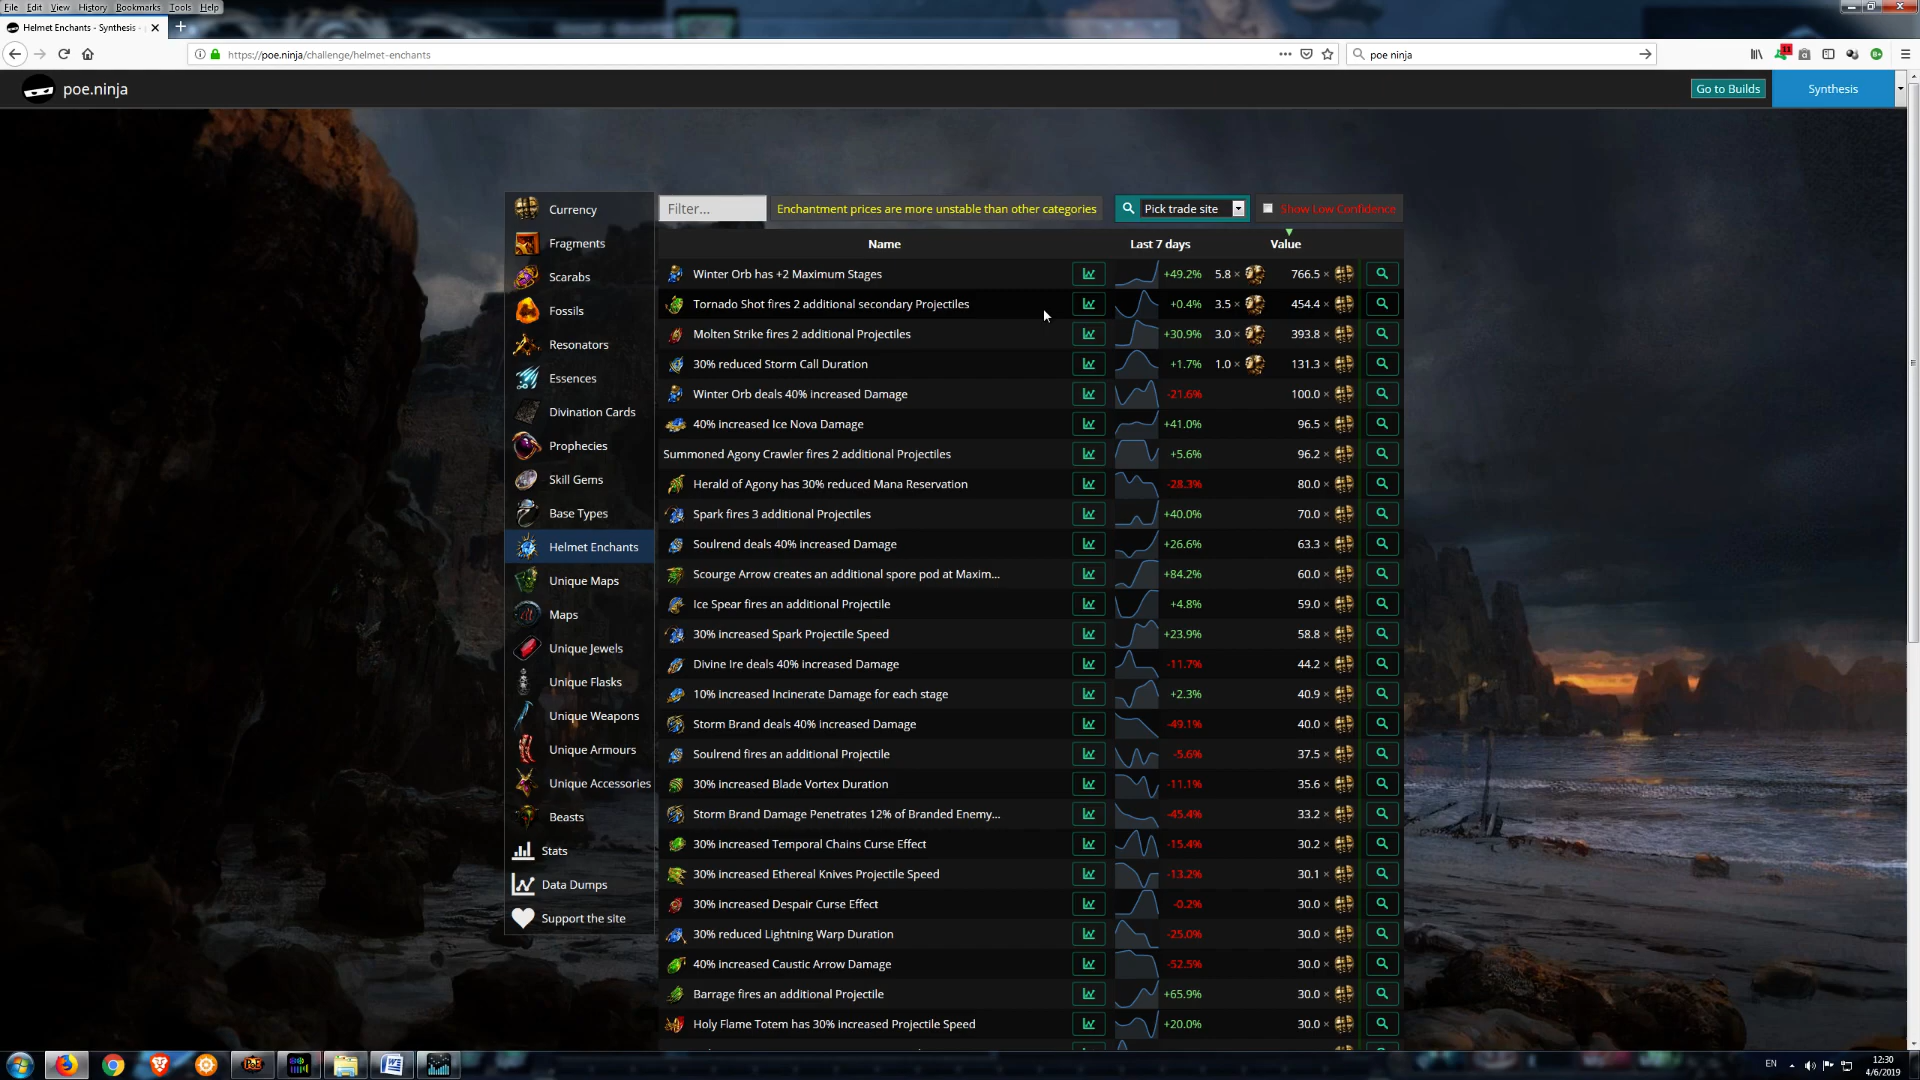 File Edit View History Bookmarks Tools Help
Helmet Enchants - Synthesis -
https://poe.ninja/challenge/helmet-enchants
poe ninja
11
poe.ninja
Go to Builds
Synthesis
Currency
Fragments
Scarabs
Fossils
Resonators
Essences
Divination Cards
Prophecies
Skill Gems
Base Types
Helmet Enchants
Unique Maps
Maps
Unique Jewels
Unique Flasks
Unique Weapons
Unique Armours
Unique Accessories
Beasts
Stats
Data Dumps
Support the site
Filter...
Enchantment prices are more unstable than other categories
Pick trade site
Show Low Confidence
Name Last 7 days Value
Winter Orb has +2 Maximum Stages +49.2% 5.8 × 766.5 ×
Tornado Shot fires 2 additional secondary Projectiles +0.4% 3.5 × 454.4 ×
Molten Strike fires 2 additional Projectiles +30.9% 3.0 × 393.8 ×
30% reduced Storm Call Duration +1.7% 1.0 × 131.3 ×
Winter Orb deals 40% increased Damage -21.6% 100.0 ×
40% increased Ice Nova Damage +41.0% 96.5 ×
Summoned Agony Crawler fires 2 additional Projectiles +5.6% 96.2 ×
Herald of Agony has 30% reduced Mana Reservation -28.3% 80.0 ×
Spark fires 3 additional Projectiles +40.0% 70.0 ×
Soulrend deals 40% increased Damage +26.6% 63.3 ×
Scourge Arrow creates an additional spore pod at Maxim... +84.2% 60.0 ×
Ice Spear fires an additional Projectile +4.8% 59.0 ×
30% increased Spark Projectile Speed +23.9% 58.8 ×
Divine Ire deals 40% increased Damage -11.7% 44.2 ×
10% increased Incinerate Damage for each stage +2.3% 40.9 ×
Storm Brand deals 40% increased Damage -49.1% 40.0 ×
Soulrend fires an additional Projectile -5.6% 37.5 ×
30% increased Blade Vortex Duration -11.1% 35.6 ×
Storm Brand Damage Penetrates 12% of Branded Enemy... -45.4% 33.2 ×
30% increased Temporal Chains Curse Effect -15.4% 30.2 ×
30% increased Ethereal Knives Projectile Speed -13.2% 30.1 ×
30% increased Despair Curse Effect -0.2% 30.0 ×
30% reduced Lightning Warp Duration -25.0% 30.0 ×
40% increased Caustic Arrow Damage -52.5% 30.0 ×
Barrage fires an additional Projectile +65.9% 30.0 ×
Holy Flame Totem has 30% increased Projectile Speed +20.0% 30.0 ×
EN
12:30
4/6/2019